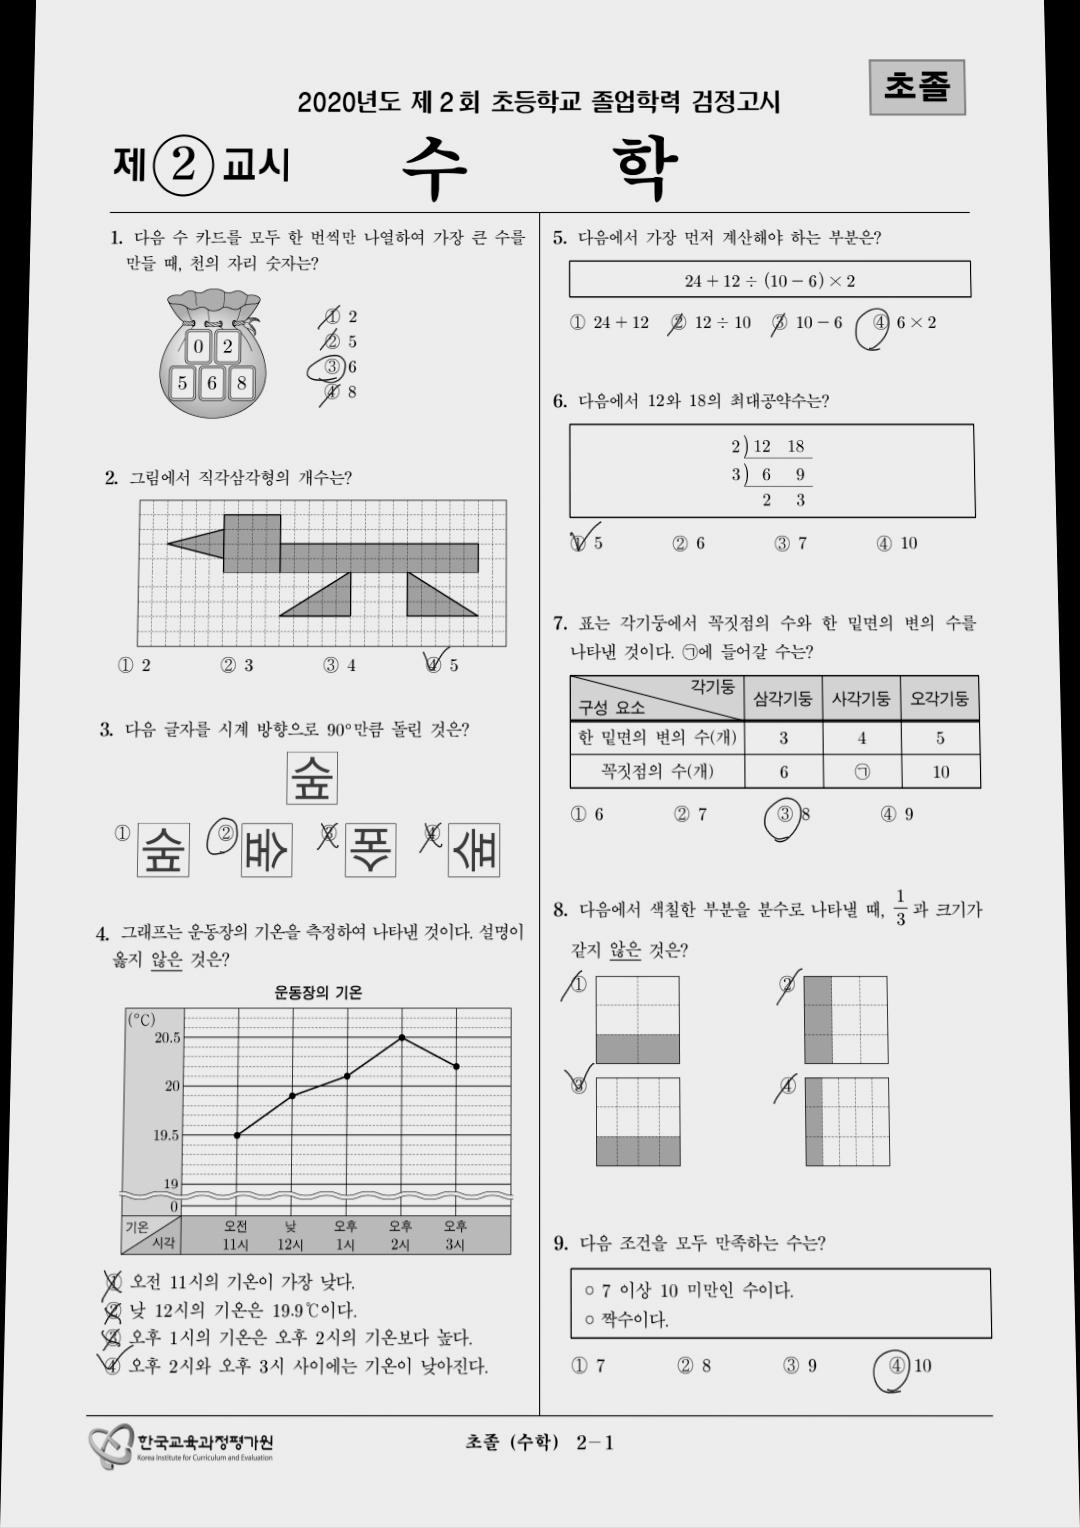 초졸
2020년도 제 2 회 초등학교 졸업학력 검정고시
제 ② 교시 수 학
1. 다음 수 카드를 모두 한 번씩만 나열하여 가장 큰 수를
만들 때, 천의 자리 숫자는?
0 2
5 6 8
① 2
② 5
③ 6
④ 8
2. 그림에서 직각삼각형의 개수는?
① 2 ② 3 ③ 4 ④ 5
3. 다음 글자를 시계 방향으로 90°만큼 돌린 것은?
숲
① 숲 ② 숲 ③ 숲 ④ 숲
4. 그래프는 운동장의 기온을 측정하여 나타낸 것이다. 설명이
옳지 않은 것은?
운동장의 기온
(℃)
20.5
20
19.5
19
0
기온
시각
오전 11시
낮 12시
오후 1시
오후 2시
오후 3시
① 오전 11시의 기온이 가장 낮다.
② 낮 12시의 기온은 19.9℃이다.
③ 오후 1시의 기온은 오후 2시의 기온보다 높다.
④ 오후 2시와 오후 3시 사이에는 기온이 낮아진다.
5. 다음에서 가장 먼저 계산해야 하는 부분은?
24 + 12 ÷ (10 − 6) × 2
① 24 + 12 ② 12 ÷ 10 ③ 10 − 6 ④ 6 × 2
6. 다음에서 12와 18의 최대공약수는?
2 ) 12 18
3 ) 6 9
2 3
① 5 ② 6 ③ 7 ④ 10
7. 표는 각기둥에서 꼭짓점의 수와 한 밑면의 변의 수를
나타낸 것이다. ㉠에 들어갈 수는?
각기둥
구성 요소
삼각기둥 사각기둥 오각기둥
한 밑면의 변의 수(개) 3 4 5
꼭짓점의 수(개) 6 ㉠ 10
① 6 ② 7 ③ 8 ④ 9
8. 다음에서 색칠한 부분을 분수로 나타낼 때, 1/3 과 크기가
같지 않은 것은?
① ②
③ ④
9. 다음 조건을 모두 만족하는 수는?
○ 7 이상 10 미만인 수이다.
○ 짝수이다.
① 7 ② 8 ③ 9 ④ 10
한국교육과정평가원
Korea Institute for Curriculum and Evaluation
초졸 (수학) 2−1